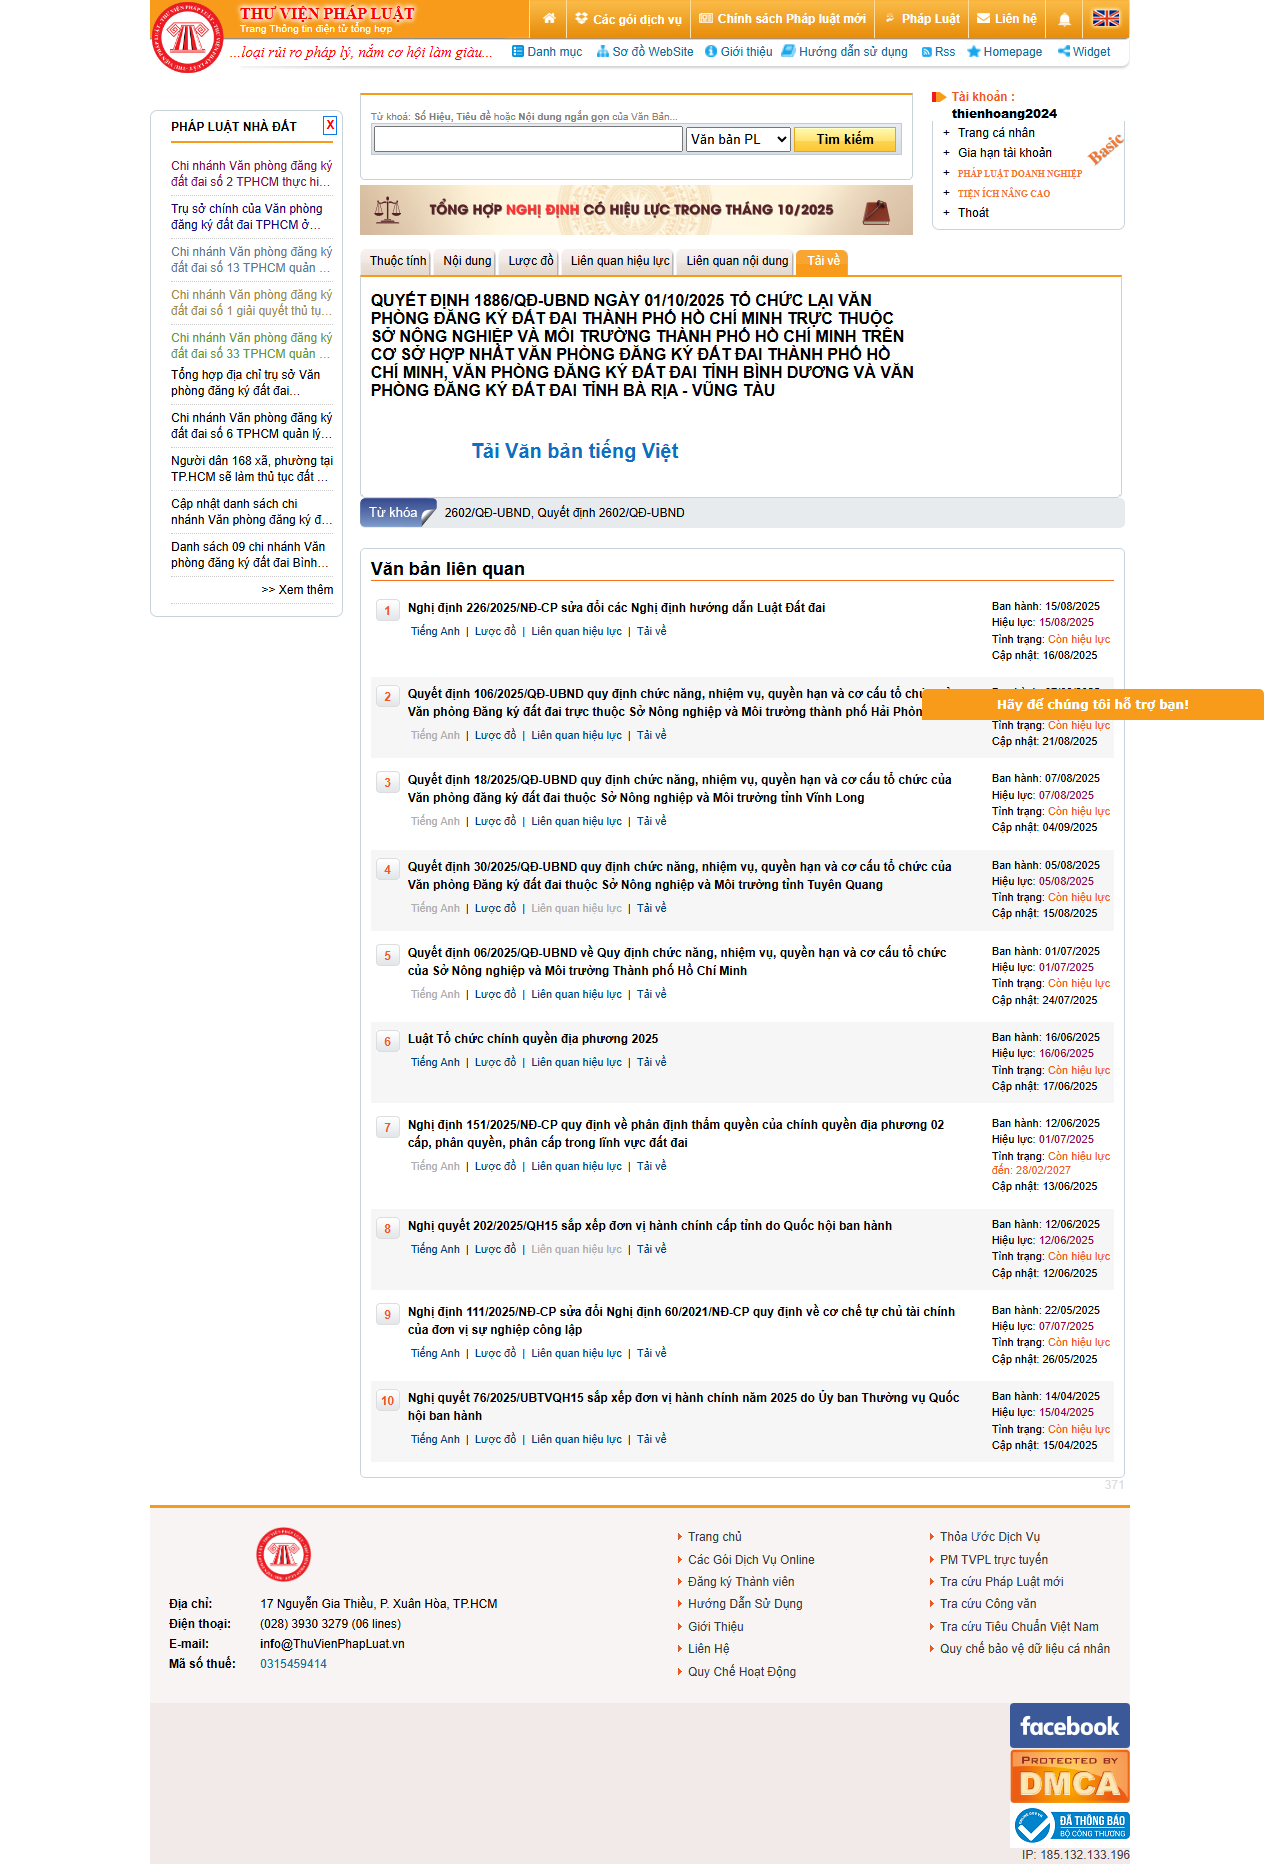 THƯ VIỆN PHÁP LUẬT
Trang Thông tin điện tử tổng hợp
Các gói dịch vụ
Chính sách Pháp luật mới
Pháp Luật
Liên hệ
...loại rủi ro pháp lý, nắm cơ hội làm giàu...
Danh mục
Sơ đồ WebSite
Giới thiệu
Hướng dẫn sử dụng
Rss
Homepage
Widget
PHÁP LUẬT NHÀ ĐẤT
X
Chi nhánh Văn phòng đăng ký
đất đai số 2 TPHCM thực hi...
Trụ sở chính của Văn phòng
đăng ký đất đai TPHCM ở...
Chi nhánh Văn phòng đăng ký
đất đai số 13 TPHCM quản ...
Chi nhánh Văn phòng đăng ký
đất đai số 1 giải quyết thủ tụ...
Chi nhánh Văn phòng đăng ký
đất đai số 33 TPHCM quản ...
Tổng hợp địa chỉ trụ sở Văn
phòng đăng ký đất đai...
Chi nhánh Văn phòng đăng ký
đất đai số 6 TPHCM quản lý...
Người dân 168 xã, phường tại
TP.HCM sẽ làm thủ tục đất ...
Cập nhật danh sách chi
nhánh Văn phòng đăng ký đ...
Danh sách 09 chi nhánh Văn
phòng đăng ký đất đai Bình...
>> Xem thêm
Từ khoá: Số Hiệu, Tiêu đề hoặc Nội dung ngắn gọn của Văn Bản...
Văn bản PL
Tìm kiếm
TỔNG HỢP NGHỊ ĐỊNH CÓ HIỆU LỰC TRONG THÁNG 10/2025
Tài khoản :
thienhoang2024
+ Trang cá nhân
+ Gia hạn tài khoản
+ PHÁP LUẬT DOANH NGHIỆP
+ TIỆN ÍCH NÂNG CAO
+ Thoát
Basic
Thuộc tính
Nội dung
Lược đồ
Liên quan hiệu lực
Liên quan nội dung
Tải về
QUYẾT ĐỊNH 1886/QĐ-UBND NGÀY 01/10/2025 TỔ CHỨC LẠI VĂN
PHÒNG ĐĂNG KÝ ĐẤT ĐAI THÀNH PHỐ HỒ CHÍ MINH TRỰC THUỘC
SỞ NÔNG NGHIỆP VÀ MÔI TRƯỜNG THÀNH PHỐ HỒ CHÍ MINH TRÊN
CƠ SỞ HỢP NHẤT VĂN PHÒNG ĐĂNG KÝ ĐẤT ĐAI THÀNH PHỐ HỒ
CHÍ MINH, VĂN PHÒNG ĐĂNG KÝ ĐẤT ĐAI TỈNH BÌNH DƯƠNG VÀ VĂN
PHÒNG ĐĂNG KÝ ĐẤT ĐAI TỈNH BÀ RỊA - VŨNG TÀU
Tải Văn bản tiếng Việt
Từ khóa
2602/QĐ-UBND, Quyết định 2602/QĐ-UBND
Văn bản liên quan
1
Nghị định 226/2025/NĐ-CP sửa đổi các Nghị định hướng dẫn Luật Đất đai
Tiếng Anh | Lược đồ | Liên quan hiệu lực | Tải về
Ban hành: 15/08/2025
Hiệu lực: 15/08/2025
Tình trạng: Còn hiệu lực
Cập nhật: 16/08/2025
2
Quyết định 106/2025/QĐ-UBND quy định chức năng, nhiệm vụ, quyền hạn và cơ cấu tổ
Văn phòng Đăng ký đất đai trực thuộc Sở Nông nghiệp và Môi trường thành phố Hải
Tiếng Anh | Lược đồ | Liên quan hiệu lực | Tải về
Hãy để chúng tôi hỗ trợ bạn!
Tình trạng: Còn hiệu lực
Cập nhật: 21/08/2025
3
Quyết định 18/2025/QĐ-UBND quy định chức năng, nhiệm vụ, quyền hạn và cơ cấu tổ chức của
Văn phòng đăng ký đất đai thuộc Sở Nông nghiệp và Môi trường tỉnh Vĩnh Long
Tiếng Anh | Lược đồ | Liên quan hiệu lực | Tải về
Ban hành: 07/08/2025
Hiệu lực: 07/08/2025
Tình trạng: Còn hiệu lực
Cập nhật: 04/09/2025
4
Quyết định 30/2025/QĐ-UBND quy định chức năng, nhiệm vụ, quyền hạn và cơ cấu tổ chức của
Văn phòng Đăng ký đất đai thuộc Sở Nông nghiệp và Môi trường tỉnh Tuyên Quang
Tiếng Anh | Lược đồ | Liên quan hiệu lực | Tải về
Ban hành: 05/08/2025
Hiệu lực: 05/08/2025
Tình trạng: Còn hiệu lực
Cập nhật: 15/08/2025
5
Quyết định 06/2025/QĐ-UBND về Quy định chức năng, nhiệm vụ, quyền hạn và cơ cấu tổ chức
của Sở Nông nghiệp và Môi trường Thành phố Hồ Chí Minh
Tiếng Anh | Lược đồ | Liên quan hiệu lực | Tải về
Ban hành: 01/07/2025
Hiệu lực: 01/07/2025
Tình trạng: Còn hiệu lực
Cập nhật: 24/07/2025
6
Luật Tổ chức chính quyền địa phương 2025
Tiếng Anh | Lược đồ | Liên quan hiệu lực | Tải về
Ban hành: 16/06/2025
Hiệu lực: 16/06/2025
Tình trạng: Còn hiệu lực
Cập nhật: 17/06/2025
7
Nghị định 151/2025/NĐ-CP quy định về phân định thẩm quyền của chính quyền địa phương 02
cấp, phân quyền, phân cấp trong lĩnh vực đất đai
Tiếng Anh | Lược đồ | Liên quan hiệu lực | Tải về
Ban hành: 12/06/2025
Hiệu lực: 01/07/2025
Tình trạng: Còn hiệu lực
đến: 28/02/2027
Cập nhật: 13/06/2025
8
Nghị quyết 202/2025/QH15 sắp xếp đơn vị hành chính cấp tỉnh do Quốc hội ban hành
Tiếng Anh | Lược đồ | Liên quan hiệu lực | Tải về
Ban hành: 12/06/2025
Hiệu lực: 12/06/2025
Tình trạng: Còn hiệu lực
Cập nhật: 12/06/2025
9
Nghị định 111/2025/NĐ-CP sửa đổi Nghị định 60/2021/NĐ-CP quy định về cơ chế tự chủ tài chính
của đơn vị sự nghiệp công lập
Tiếng Anh | Lược đồ | Liên quan hiệu lực | Tải về
Ban hành: 22/05/2025
Hiệu lực: 07/07/2025
Tình trạng: Còn hiệu lực
Cập nhật: 26/05/2025
10
Nghị quyết 76/2025/UBTVQH15 sắp xếp đơn vị hành chính năm 2025 do Ủy ban Thường vụ Quốc
hội ban hành
Tiếng Anh | Lược đồ | Liên quan hiệu lực | Tải về
Ban hành: 14/04/2025
Hiệu lực: 15/04/2025
Tình trạng: Còn hiệu lực
Cập nhật: 15/04/2025
371
Địa chỉ: 17 Nguyễn Gia Thiều, P. Xuân Hòa, TP.HCM
Điện thoại: (028) 3930 3279 (06 lines)
E-mail: info@ThuVienPhapLuat.vn
Mã số thuế: 0315459414
Trang chủ
Các Gói Dịch Vụ Online
Đăng ký Thành viên
Hướng Dẫn Sử Dụng
Giới Thiệu
Liên Hệ
Quy Chế Hoạt Động
Thỏa Ước Dịch Vụ
PM TVPL trực tuyến
Tra cứu Pháp Luật mới
Tra cứu Công văn
Tra cứu Tiêu Chuẩn Việt Nam
Quy chế bảo vệ dữ liệu cá nhân
facebook
PROTECTED BY
DMCA
ĐÃ THÔNG BÁO
BỘ CÔNG THƯƠNG
IP: 185.132.133.196